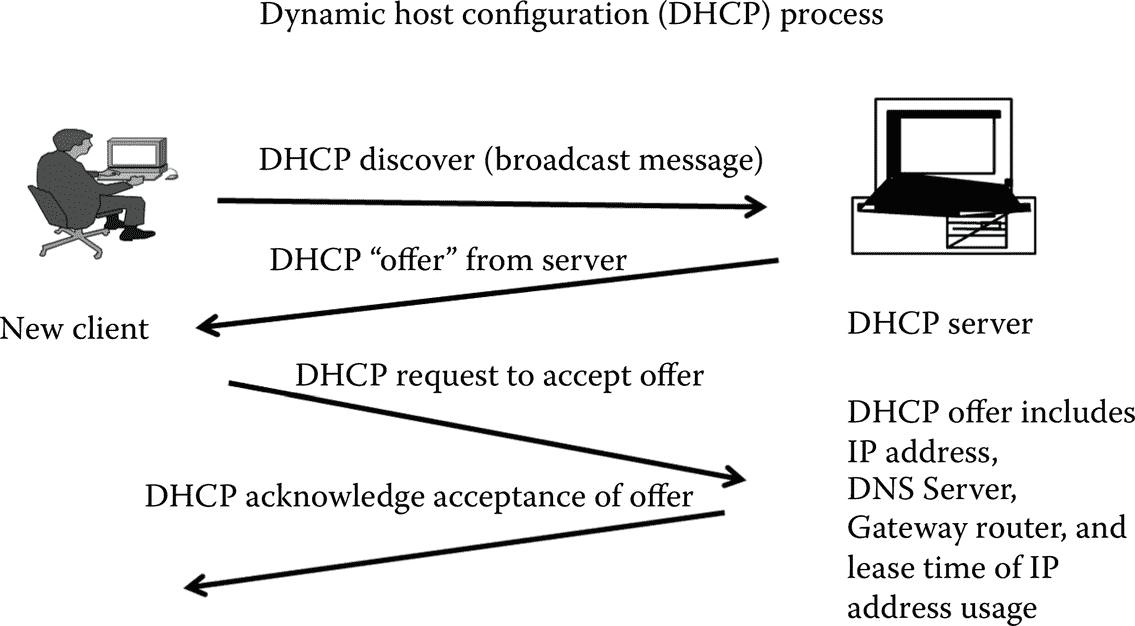 Dynamic host configuration (DHCP) process
DHCP discover (broadcast message)
DHCP “offer” from server
New client
DHCP server
DHCP request to accept offer
DHCP acknowledge acceptance of offer
DHCP offer includes
IP address,
DNS Server,
Gateway router, and
lease time of IP
address usage